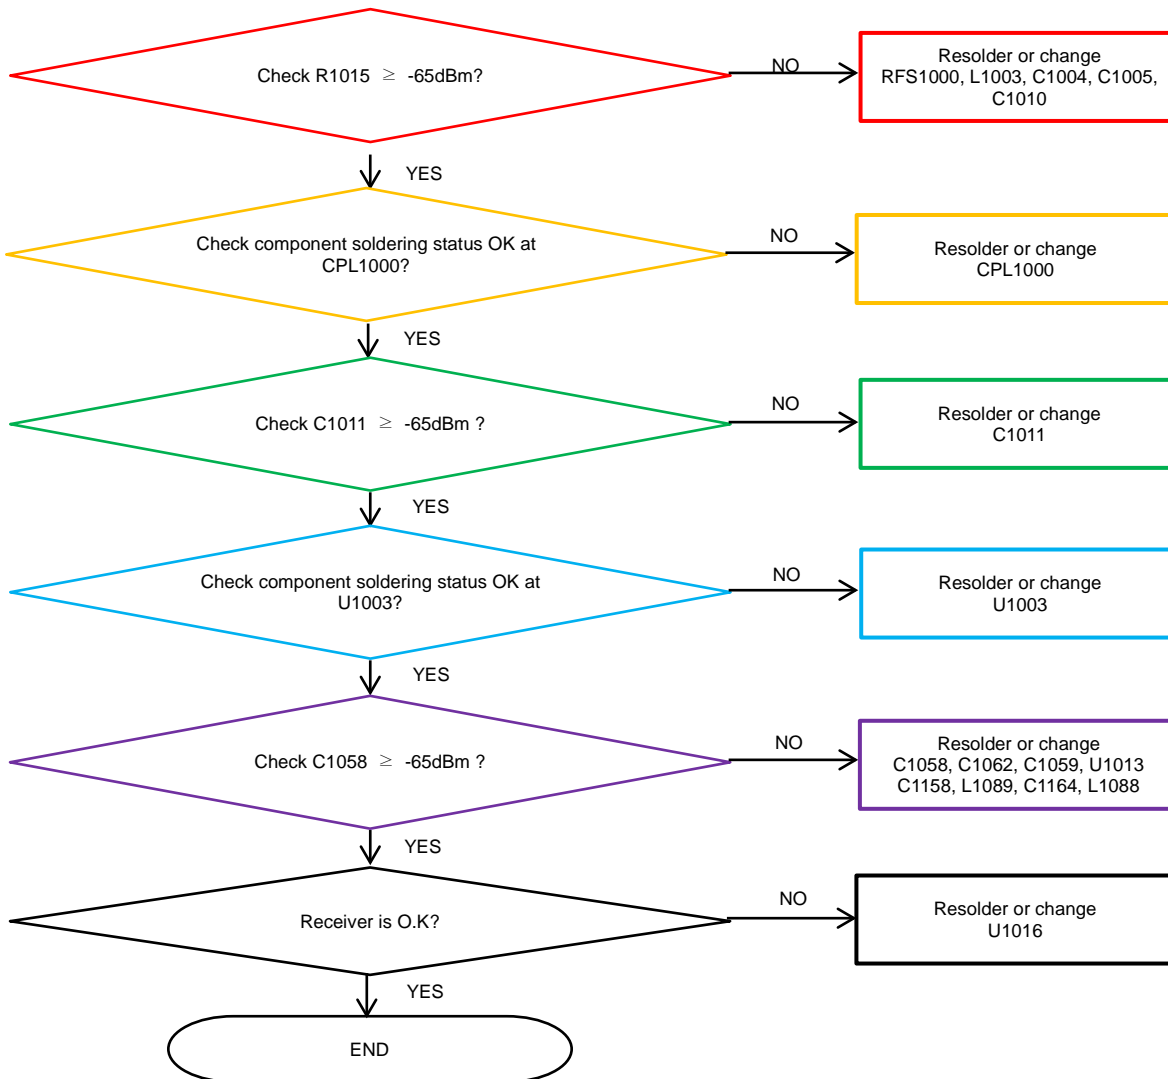 Check R1015 ≥ -65dBm?
NO
Resolder or change
RFS1000, L1003, C1004, C1005,
C1010
YES
Check component soldering status OK at
CPL1000?
NO
Resolder or change
CPL1000
YES
Check C1011 ≥ -65dBm ?
NO
Resolder or change
C1011
YES
Check component soldering status OK at
U1003?
NO
Resolder or change
U1003
YES
Check C1058 ≥ -65dBm ?
NO
Resolder or change
C1058, C1062, C1059, U1013
C1158, L1089, C1164, L1088
YES
Receiver is O.K?
NO
Resolder or change
U1016
YES
END